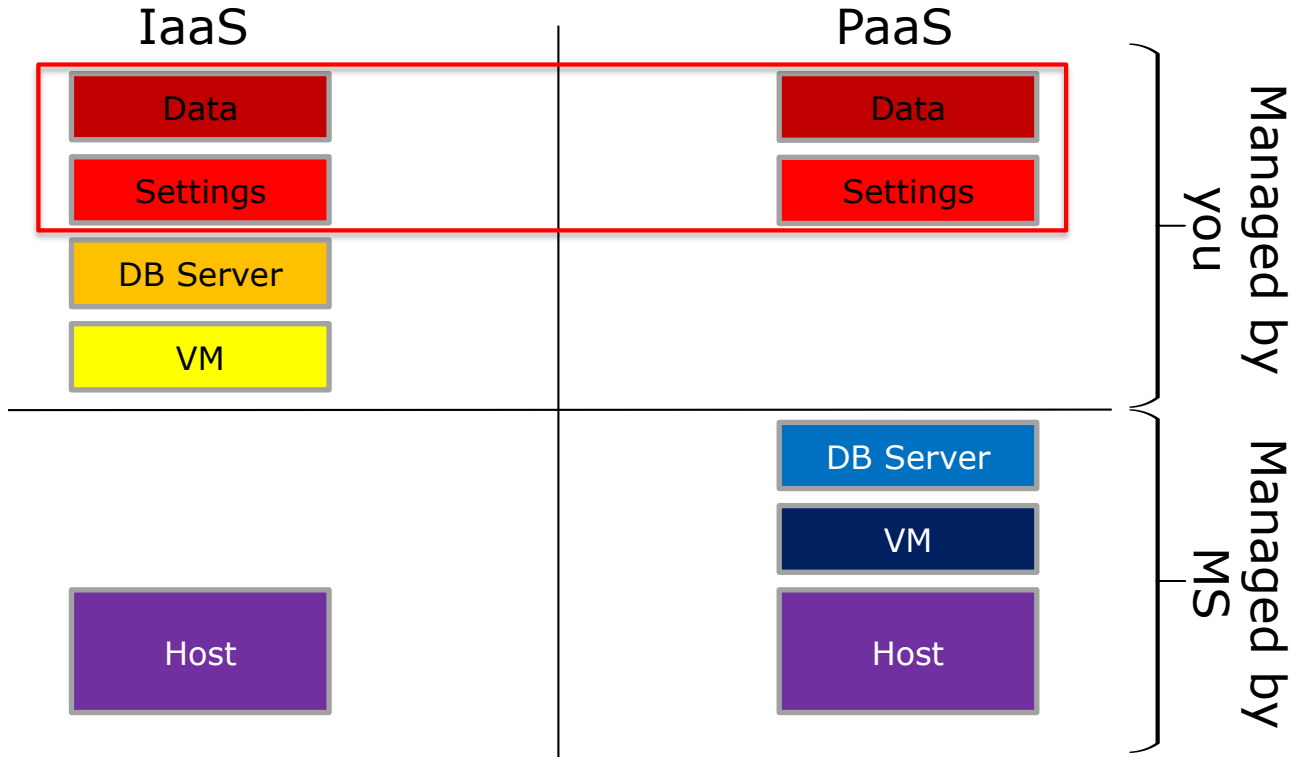 IaaS
PaaS
Data
Data
Settings
Settings
DB Server
VM
DB Server
VM
Host
Host
Managed by
you
Managed by
MS